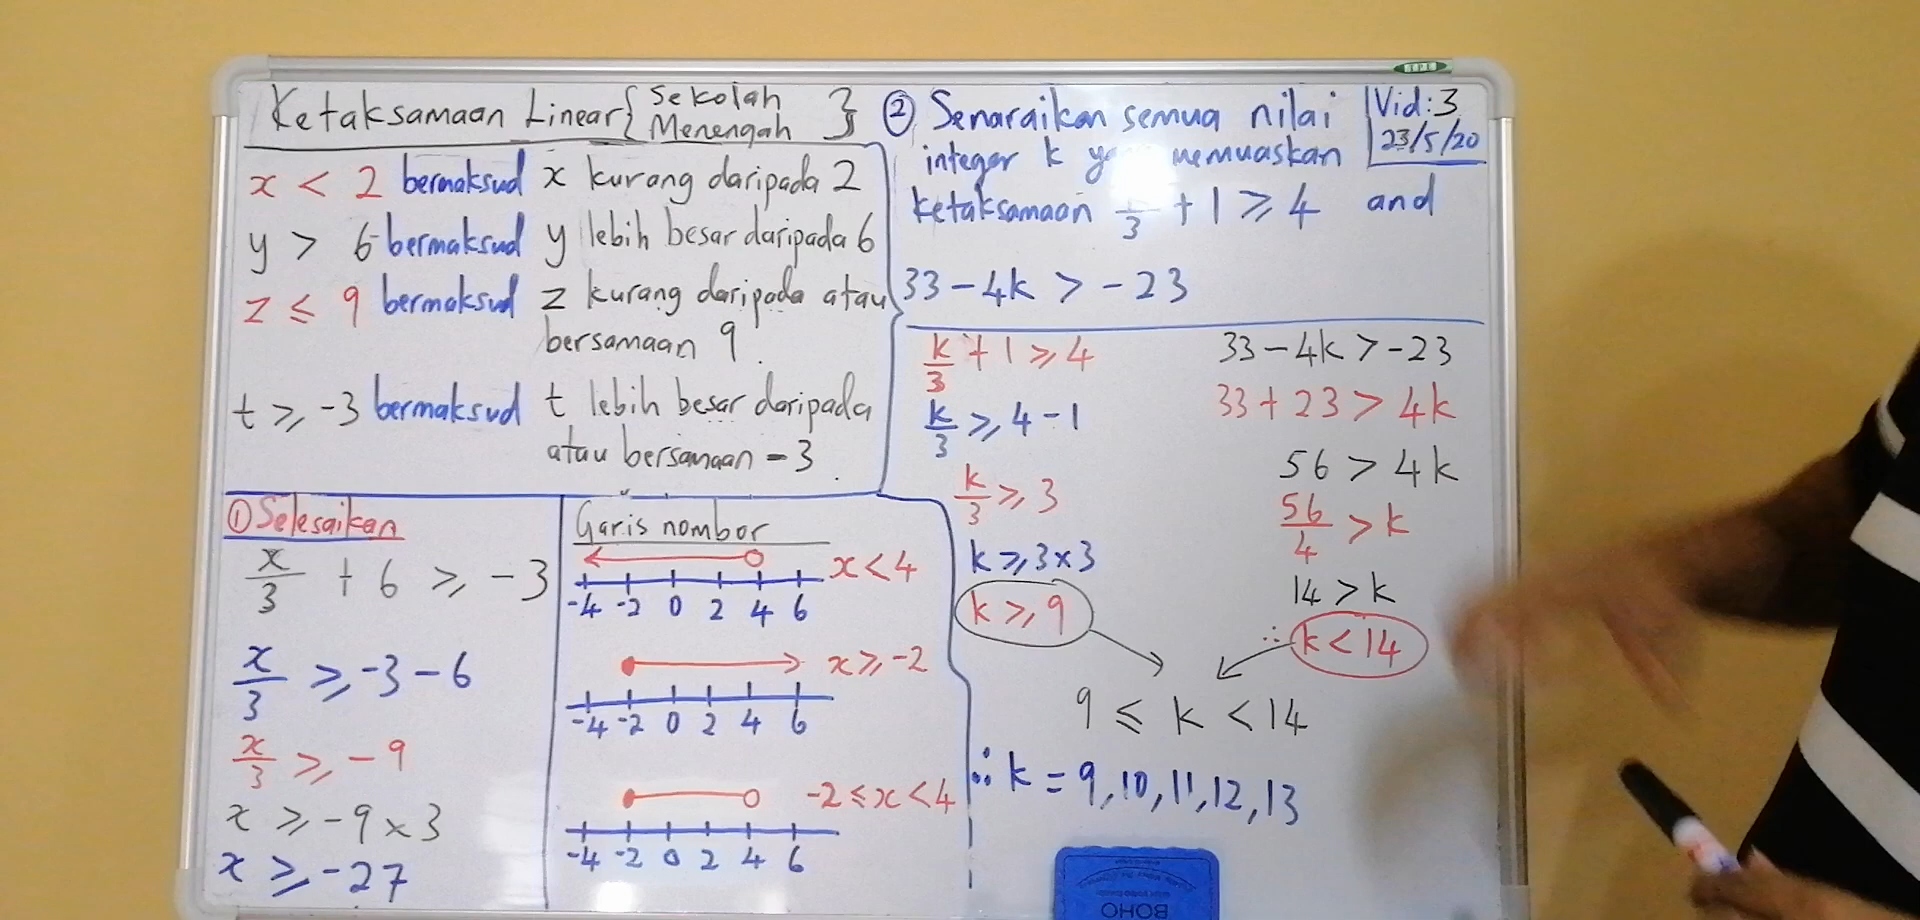 Ketaksamaan Linear { Sekolah Menengah }
x < 2 bermaksud x kurang daripada 2
y > 6 bermaksud y lebih besar daripada 6
z ≤ 9 bermaksud z kurang daripada atau
bersamaan 9.
t ≥ -3 bermaksud t lebih besar daripada
atau bersamaan -3.
① Selesaikan
x/3 + 6 ≥ -3
x/3 ≥ -3 - 6
x/3 ≥ -9
x ≥ -9 × 3
x ≥ -27
Garis nombor
x < 4
-4 -2 0 2 4 6
x ≥ -2
-4 -2 0 2 4 6
-2 ≤ x < 4
-4 -2 0 2 4 6
② Senaraikan semua nilai
integer k memuaskan
ketaksamaan /3 + 1 ≥ 4 and
33 - 4k > -23
Vid: 3
23/5/20
k/3 + 1 ≥ 4
k/3 ≥ 4 - 1
k/3 ≥ 3
k ≥ 3 × 3
k ≥ 9
33 - 4k > -23
33 + 23 > 4k
56 > 4k
56/4 > k
14 > k
∴ k < 14
9 ≤ k < 14
∴ k = 9, 10, 11, 12, 13
BOHO